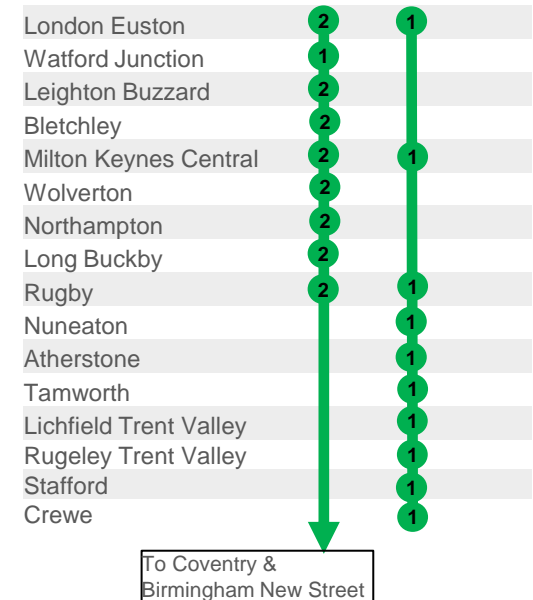 London Euston 2 1
Watford Junction 1
Leighton Buzzard 2
Bletchley 2
Milton Keynes Central 2 1
Wolverton 2
Northampton 2
Long Buckby 2
Rugby 2 1
Nuneaton 1
Atherstone 1
Tamworth 1
Lichfield Trent Valley 1
Rugeley Trent Valley 1
Stafford 1
Crewe 1
To Coventry &
Birmingham New Street